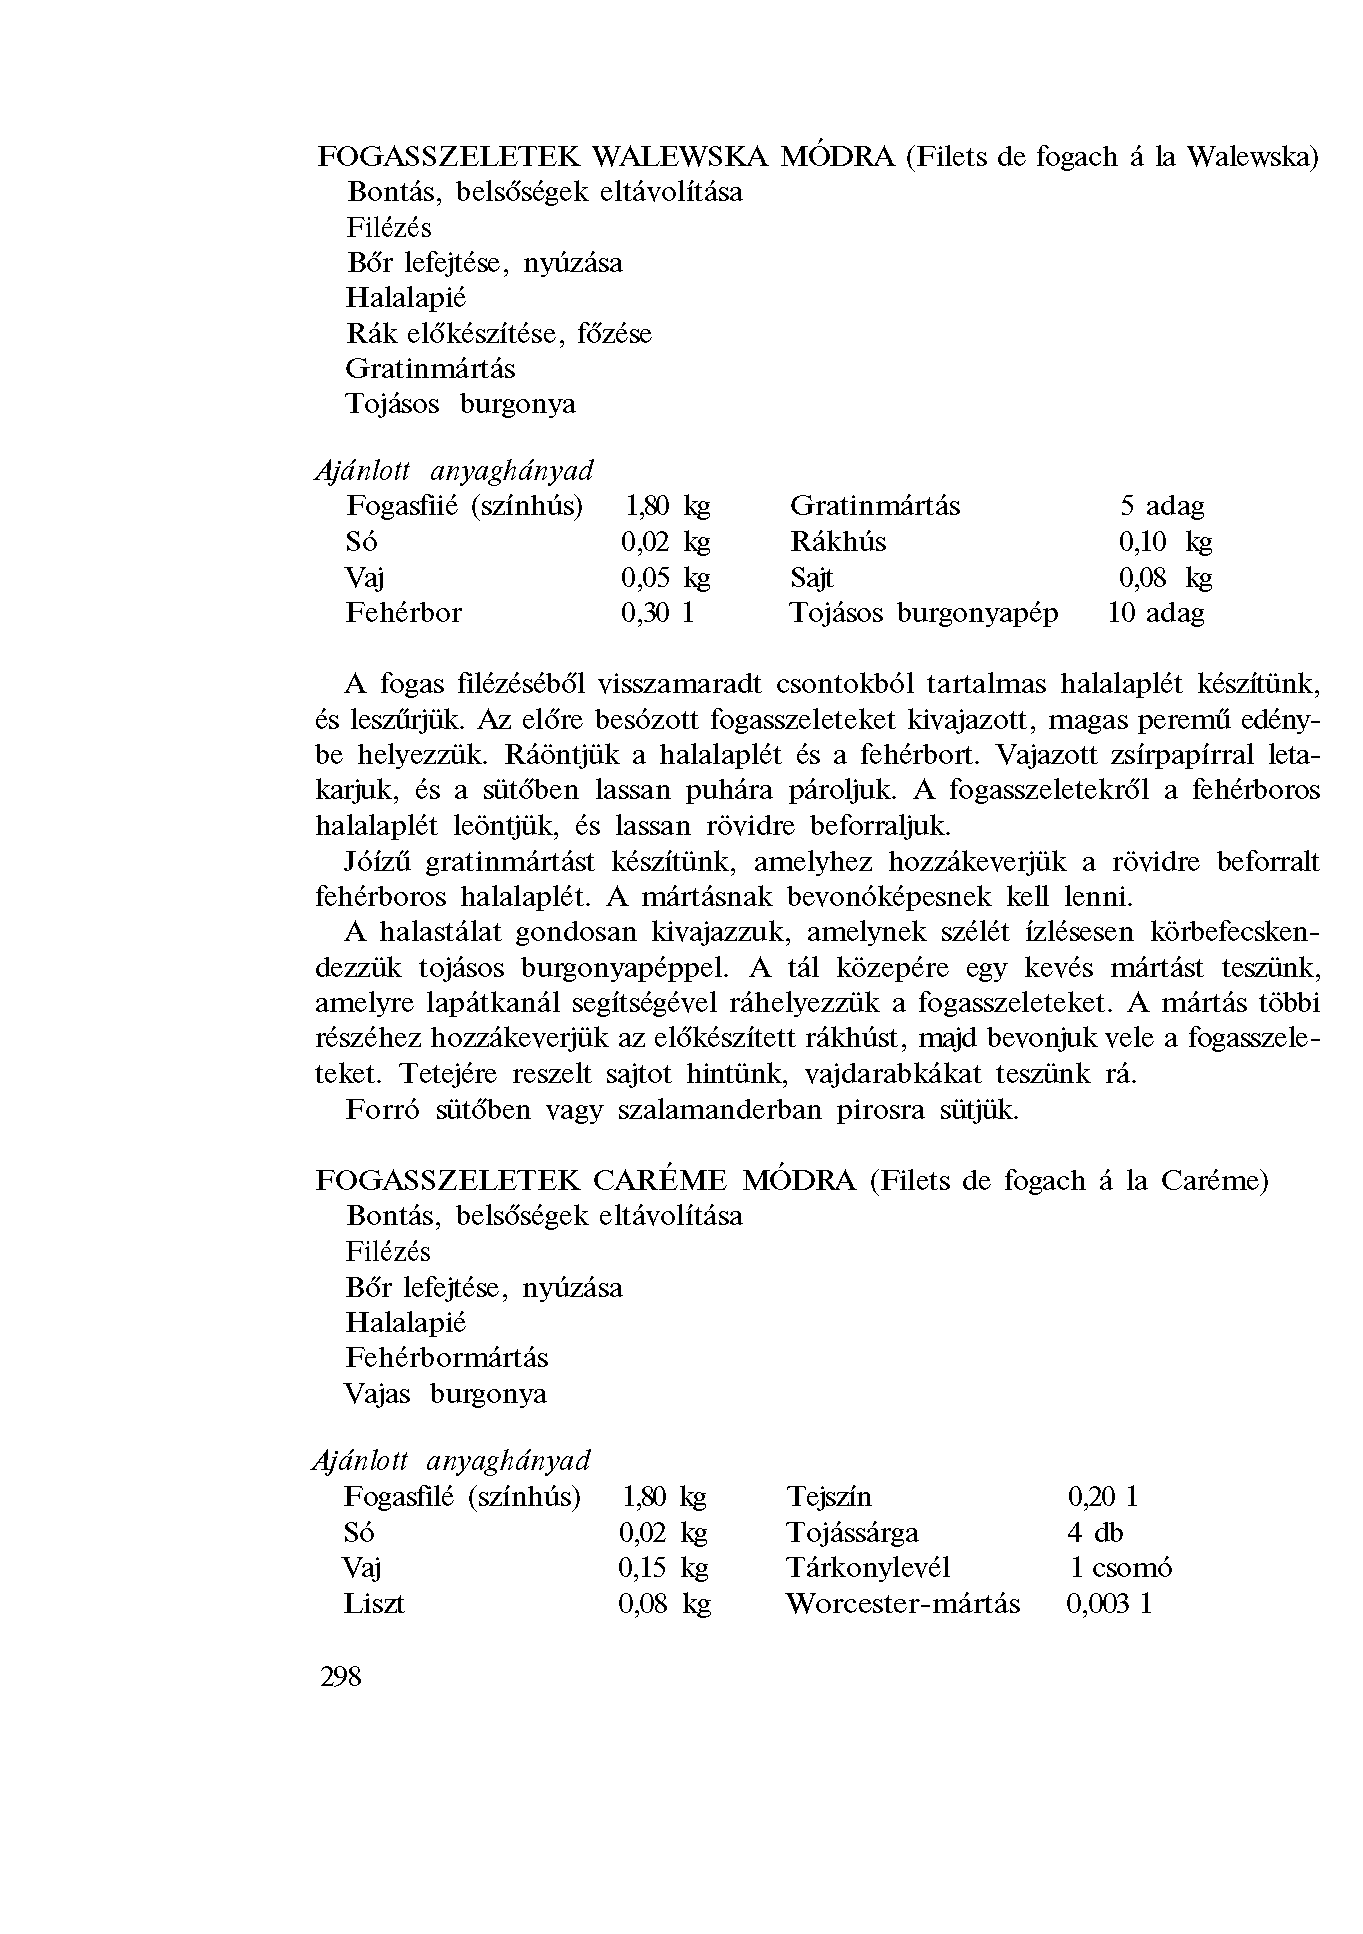 FOGASSZELETEK WALEWSKA MÓDRA (Filets de fogach á la Walewska)
Bontás, belsőségek eltávolítása
Filézés
Bőr lefejtése, nyúzása
Halalapié
Rák előkészítése, főzése
Gratinmártás
Tojásos burgonya
Ajánlott anyaghányad
Fogasfiié (színhús) 1,80 kg Gratinmártás 5 adag
Só 0,02 kg Rákhús 0,10 kg
Vaj 0,05 kg Sajt 0,08 kg
Fehérbor 0,30 l Tojásos burgonyapép 10 adag
A fogas filézéséből visszamaradt csontokból tartalmas halalaplét készítünk,
és leszűrjük. Az előre besózott fogasszeleteket kivajazott, magas peremű edény-
be helyezzük. Ráöntjük a halalaplét és a fehérbort. Vajazott zsírpapírral leta-
karjuk, és a sütőben lassan puhára pároljuk. A fogasszeletekről a fehérboros
halalaplét leöntjük, és lassan rövidre beforraljuk.
Jóízű gratinmártást készítünk, amelyhez hozzákeverjük a rövidre beforralt
fehérboros halalaplét. A mártásnak bevonóképesnek kell lenni.
A halastálat gondosan kivajazzuk, amelynek szélét ízlésesen körbefecsken-
dezzük tojásos burgonyapéppel. A tál közepére egy kevés mártást teszünk,
amelyre lapátkanál segítségével ráhelyezzük a fogasszeleteket. A mártás többi
részéhez hozzákeverjük az előkészített rákhúst, majd bevonjuk vele a fogasszele-
teket. Tetejére reszelt sajtot hintünk, vajdarabkákat teszünk rá.
Forró sütőben vagy szalamanderban pirosra sütjük.
FOGASSZELETEK CARÉME MÓDRA (Filets de fogach á la Caréme)
Bontás, belsőségek eltávolítása
Filézés
Bőr lefejtése, nyúzása
Halalapié
Fehérbormártás
Vajas burgonya
Ajánlott anyaghányad
Fogasfilé (színhús) 1,80 kg Tejszín 0,20 l
Só 0,02 kg Tojássárga 4 db
Vaj 0,15 kg Tárkonylevél 1 csomó
Liszt 0,08 kg Worcester-mártás 0,003 l
298